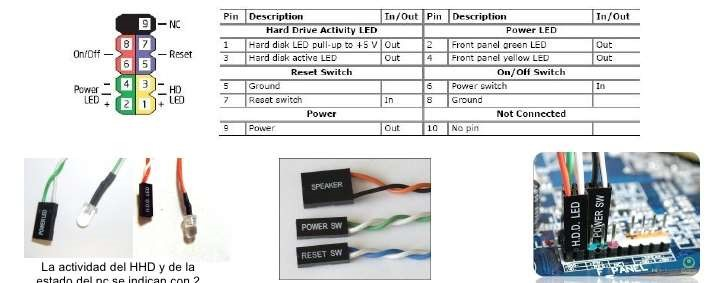 9 NC
On/Off 8 7 Reset
6 5
Power LED 4 3 HD LED
+ 2 1 +
Pin Description In/Out Pin Description In/Out
Hard Drive Activity LED Power LED
1 Hard disk LED pull-up to +5 V Out 2 Front panel green LED Out
3 Hard disk active LED Out 4 Front panel yellow LED Out
Reset Switch On/Off Switch
5 Ground 6 Power switch In
7 Reset switch In 8 Ground
Power Not Connected
9 Power Out 10 No pin
POWER LED
H.D.D. LED
SPEAKER
POWER SW
RESET SW
H.D.D. LED
POWER SW
F_PANEL
La actividad del HHD y de la
estado del pc se indican con 2